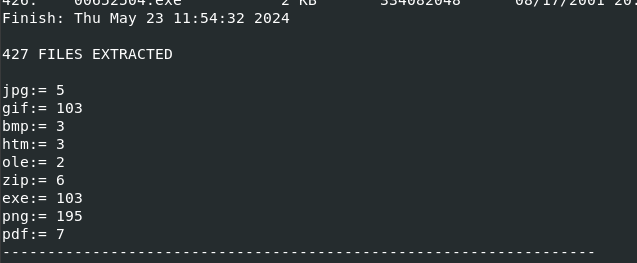 426: 00652504.exe 2 KB 334082048 08/17/2001 20:
Finish: Thu May 23 11:54:32 2024
427 FILES EXTRACTED
jpg:= 5
gif:= 103
bmp:= 3
htm:= 3
ole:= 2
zip:= 6
exe:= 103
png:= 195
pdf:= 7
------------------------------------------------------------------